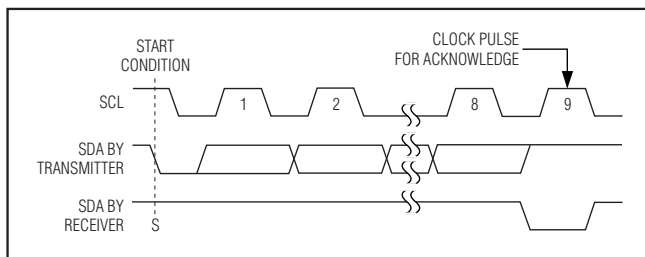 START
CONDITION
CLOCK PULSE
FOR ACKNOWLEDGE
SCL
1
2
8
9
SDA BY
TRANSMITTER
SDA BY
RECEIVER
S